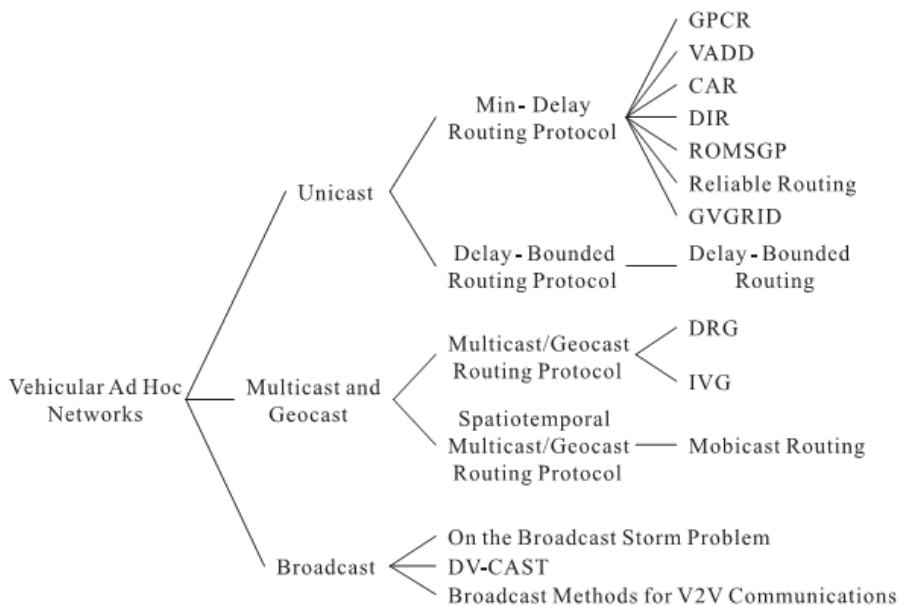 GPCR
VADD
CAR
Min- Delay
Routing Protocol
DIR
ROMSGP
Reliable Routing
GVGRID
Unicast
Delay-Bounded
Routing Protocol
Delay-Bounded
Routing
Vehicular Ad Hoc
Networks
Multicast and
Geocast
Multicast/Geocast
Routing Protocol
DRG
IVG
Spatiotemporal
Multicast/Geocast
Routing Protocol
Mobicast Routing
Broadcast
On the Broadcast Storm Problem
DV-CAST
Broadcast Methods for V2V Communications